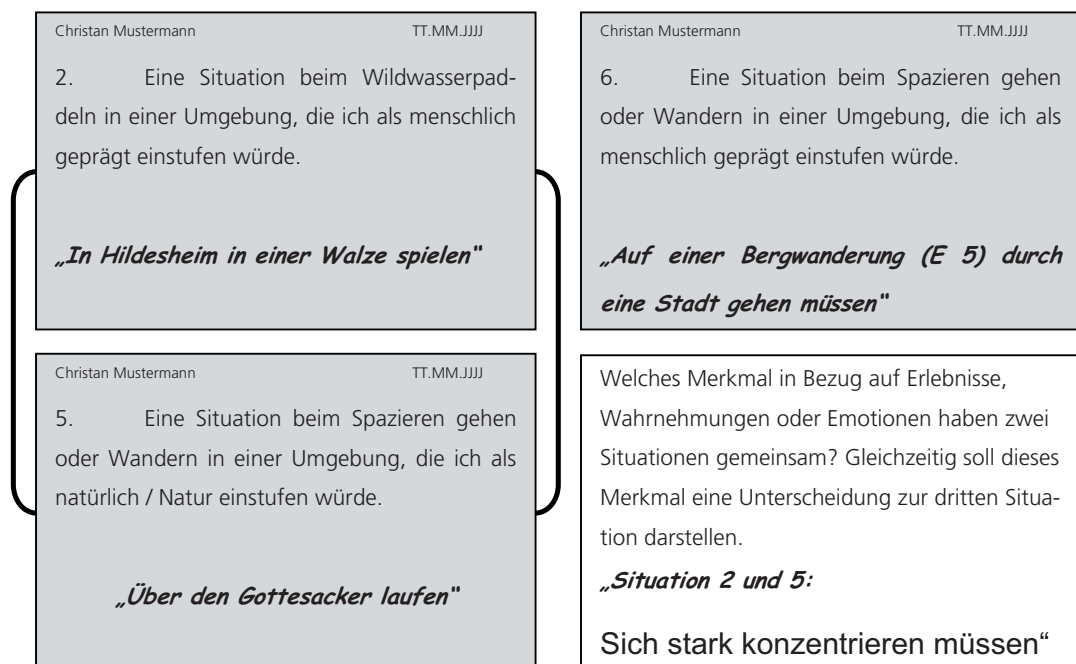 Christan Mustermann TT.MM.JJJJ
2. Eine Situation beim Wildwasserpad-
deln in einer Umgebung, die ich als menschlich
geprägt einstufen würde.
„In Hildesheim in einer Walze spielen“
Christan Mustermann TT.MM.JJJJ
6. Eine Situation beim Spazieren gehen
oder Wandern in einer Umgebung, die ich als
menschlich geprägt einstufen würde.
„Auf einer Bergwanderung (E 5) durch
eine Stadt gehen müssen“
Christan Mustermann TT.MM.JJJJ
5. Eine Situation beim Spazieren gehen
oder Wandern in einer Umgebung, die ich als
natürlich / Natur einstufen würde.
„Über den Gottesacker laufen“
Welches Merkmal in Bezug auf Erlebnisse,
Wahrnehmungen oder Emotionen haben zwei
Situationen gemeinsam? Gleichzeitig soll dieses
Merkmal eine Unterscheidung zur dritten Situa-
tion darstellen.
„Situation 2 und 5:
Sich stark konzentrieren müssen“